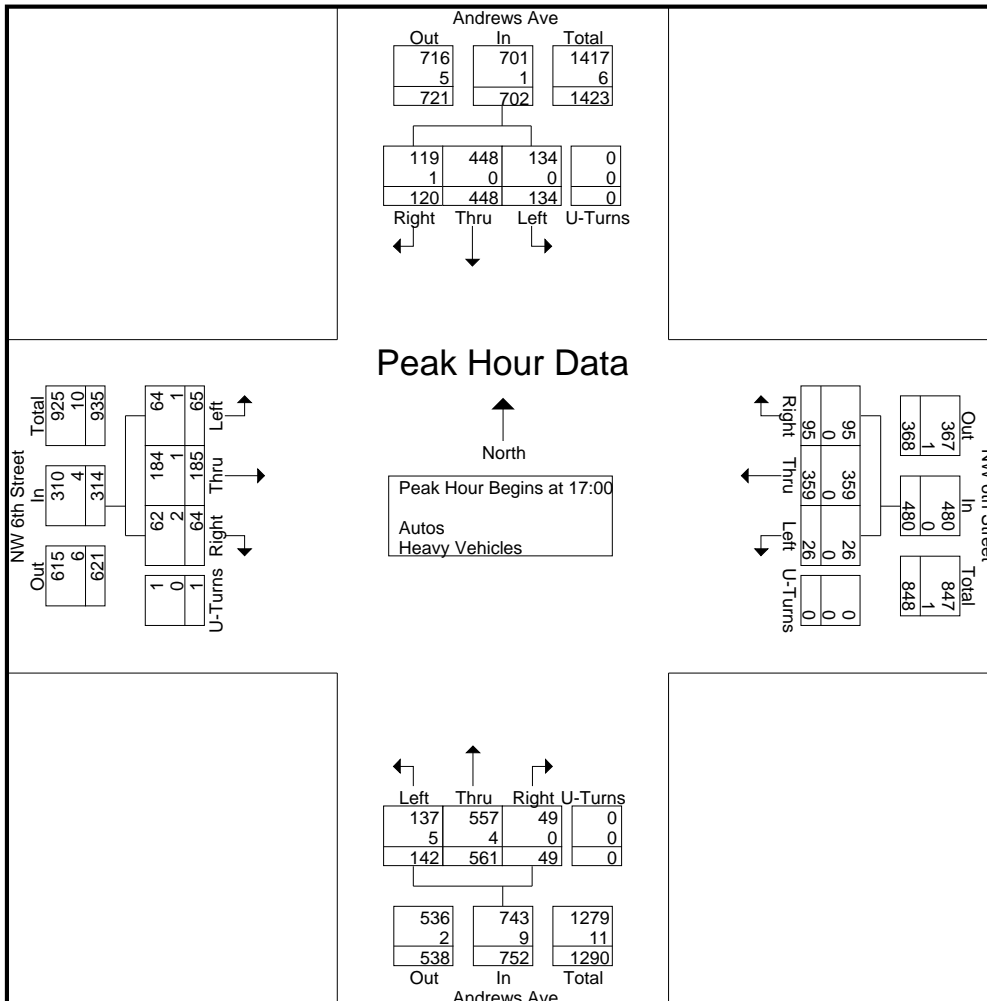 Andrews Ave
Out In Total
716 701 1417
5 1 6
721 702 1423
119 448 134 0
1 0 0 0
120 448 134 0
Right Thru Left U-Turns
Peak Hour Data
North
Peak Hour Begins at 17:00
Autos
Heavy Vehicles
NW 6th Street
Total
925
10
935
In
310
4
314
Out
615
6
621
64
1
65
Left
184
1
185
Thru
62
2
64
Right
1
0
1
U-Turns
Right
95
0
95
Thru
359
0
359
Left
26
0
26
U-Turns
0
0
0
Out
367
1
368
In
480
0
480
Total
847
1
848
NW 6th Street
Left Thru Right U-Turns
137 557 49 0
5 4 0 0
142 561 49 0
536 743 1279
2 9 11
538 752 1290
Out In Total
Andrews Ave